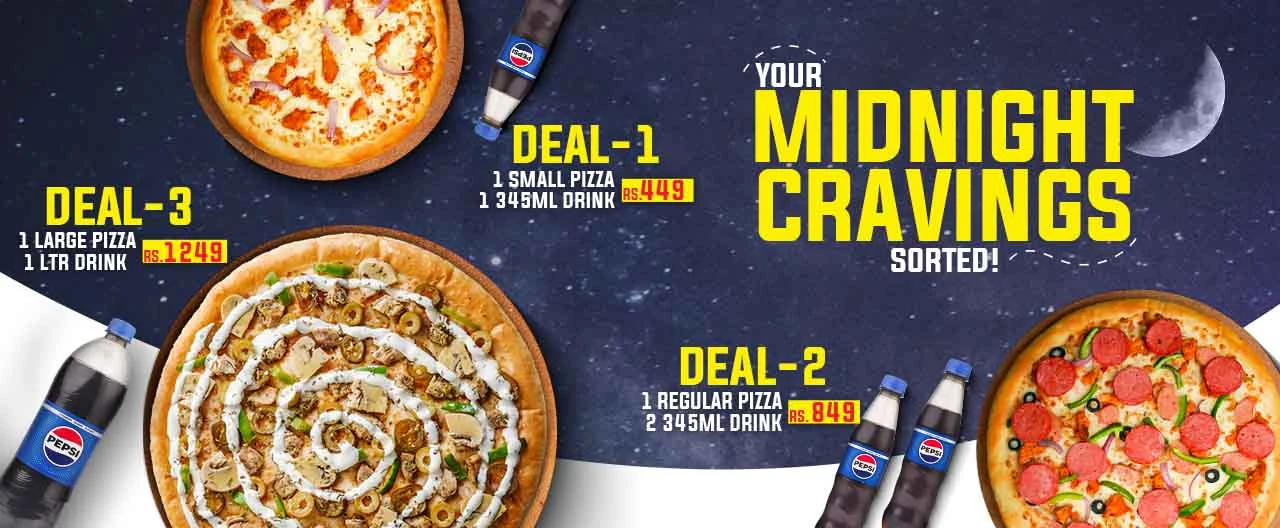 YOUR
MIDNIGHT
CRAVINGS
SORTED!
DEAL-1
1 SMALL PIZZA
1 345ML DRINK
RS.449
DEAL-2
1 REGULAR PIZZA
2 345ML DRINK
RS.849
DEAL-3
1 LARGE PIZZA
1 LTR DRINK
RS.1249
PEPSI
PEPSI
PEPSI
PEPSI